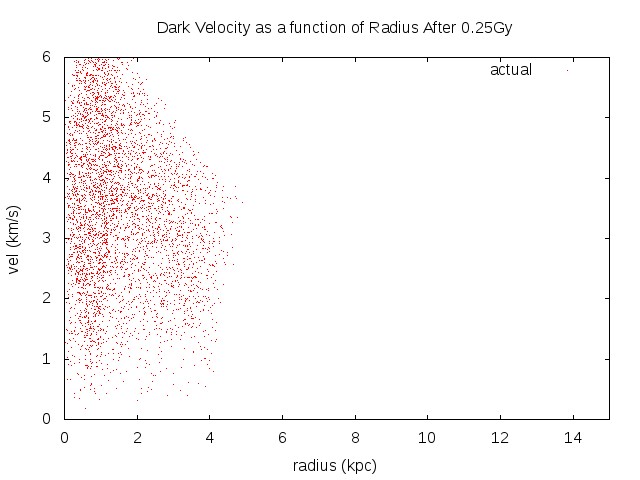 Dark Velocity as a function of Radius After 0.25Gy
actual
6
5
4
3
2
1
0
vel (km/s)
0 2 4 6 8 10 12 14
radius (kpc)